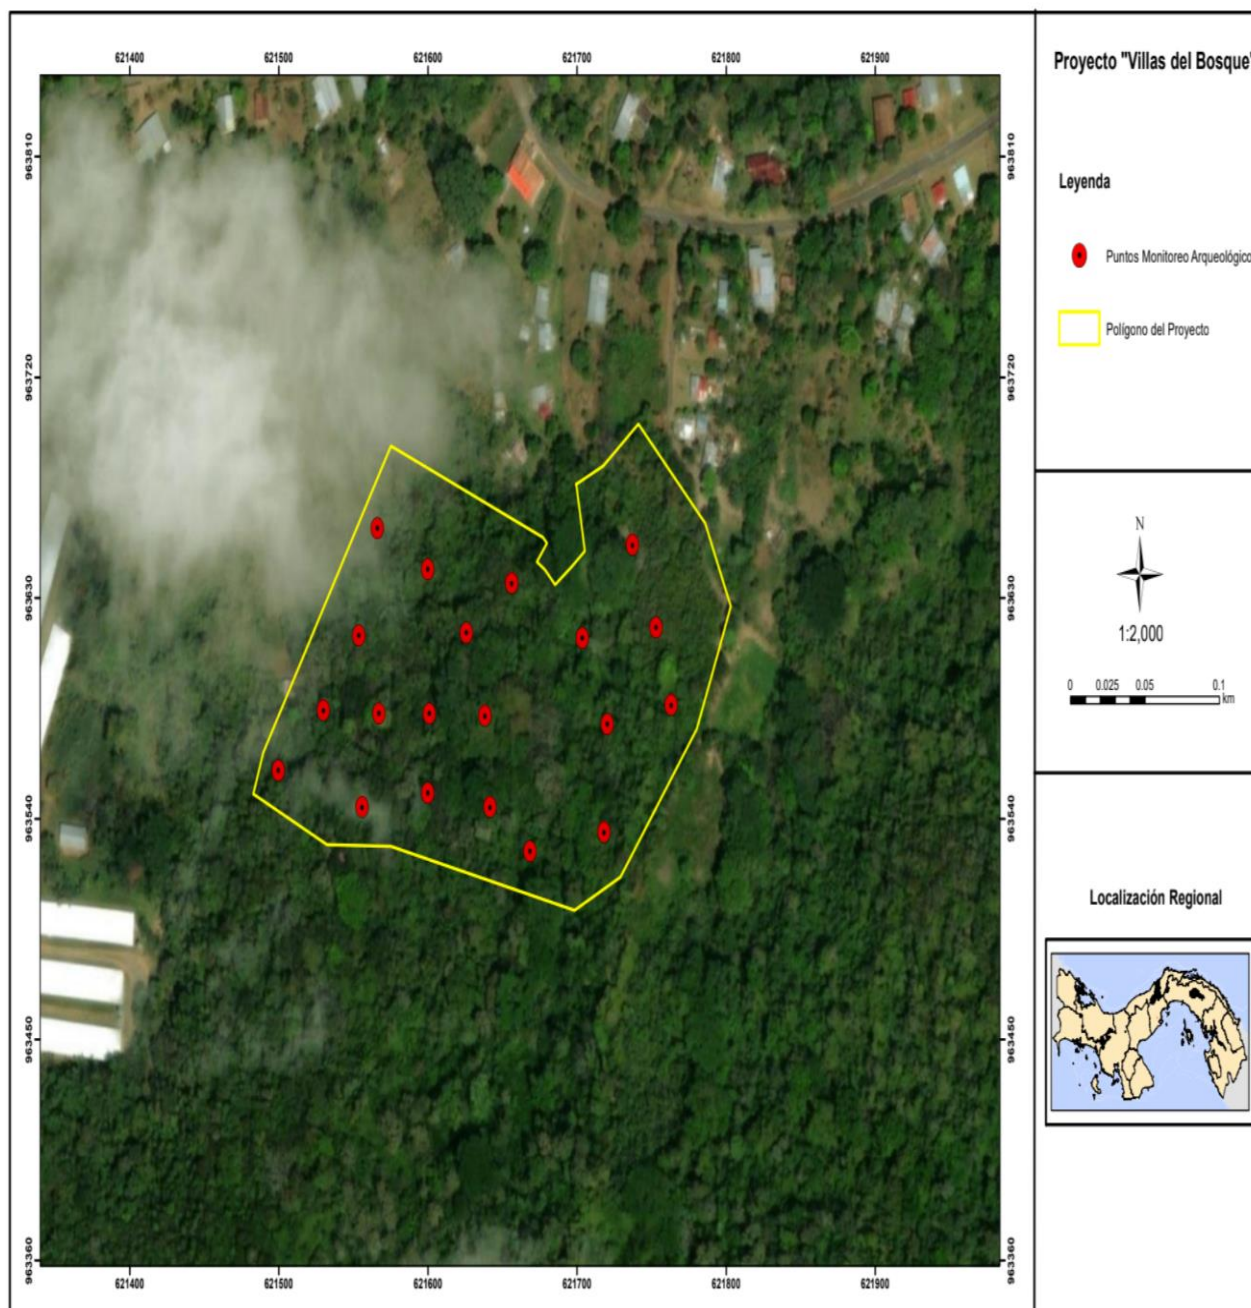 621400 621500 621600 621700 621800 621900
963810 963810
963720 963720
963630 963630
963540 963540
963450 963450
963360 963360
621400 621500 621600 621700 621800 621900
Proyecto "Villas del Bosque"
Leyenda
Puntos Monitoreo Arqueológico
Polígono del Proyecto
N
1:2,000
0 0.025 0.05 0.1
km
Localización Regional